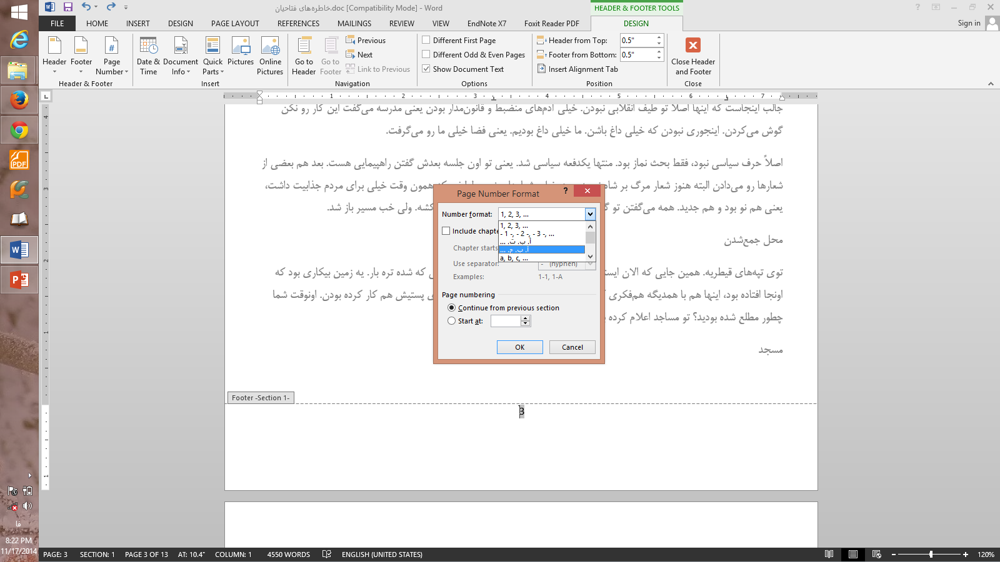 خاطره‌های فتاحیان.doc [Compatibility Mode] - Word
HEADER & FOOTER TOOLS
FILE HOME INSERT DESIGN PAGE LAYOUT REFERENCES MAILINGS REVIEW VIEW EndNote X7 Foxit Reader PDF DESIGN Sign in
Header
Footer
Page Number
Header & Footer
Date & Time
Document Info
Quick Parts
Pictures
Online Pictures
Insert
Go to Header
Go to Footer
Previous
Next
Link to Previous
Navigation
Different First Page
Different Odd & Even Pages
Show Document Text
Options
Header from Top: 0.5"
Footer from Bottom: 0.5"
Insert Alignment Tab
Position
Close Header and Footer
Close
1 2 3 4 5 6 7
جالب اینجاست که اینها اصلا تو طیف انقلابی نبودن. خیلی آدم‌های منضبط و قانون‌مدار بودن یعنی مدرسه می‌گفت این کار رو نکن
گوش می‌کردن. اینجوری نبودن که خیلی داغ باشن. ما خیلی داغ بودیم. یعنی فضا خیلی ما رو می‌گرفت.
اصلاً حرف سیاسی نبود، فقط بحث نماز بود. منتها یکدفعه سیاسی شد. یعنی تو اون جلسه بعدش گفتن راهپیمایی هست. بعد هم بعضی از
شعارها رو می‌دادن البته هنوز شعار مرگ بر شاه همون وقت خیلی برای مردم جذابیت داشت،
یعنی هم نو بود و هم جدید. همه می‌گفتن تو کشه. ولی خب مسیر باز شد.
محل جمع‌شدن
توی تپه‌های قیطریه. همین جایی که الان که شده تره بار. یه زمین بیکاری بود که
اونجا افتاده بود، اینها هم با همدیگه هم‌فکری پستیش هم کار کرده بودن. اونوقت شما
چطور مطلع شده بودید؟ تو مساجد اعلام کرده
مسجد
Page Number Format
Number format: 1, 2, 3, ...
1, 2, 3, ...
- 1 -, - 2 -, - 3 -, ...
أ, ب, ت, ...
أ, ب, ج, ...
a, b, c, ...
Include
Chapter starts
Use separator: - (hyphen)
Examples: 1-1, 1-A
Page numbering
Continue from previous section
Start at:
OK Cancel
Footer -Section 1-
3
فا
8:22 PM
11/17/2014
PAGE: 3 SECTION: 1 PAGE 3 OF 13 AT: 10.4" COLUMN: 1 4550 WORDS ENGLISH (UNITED STATES) 120%